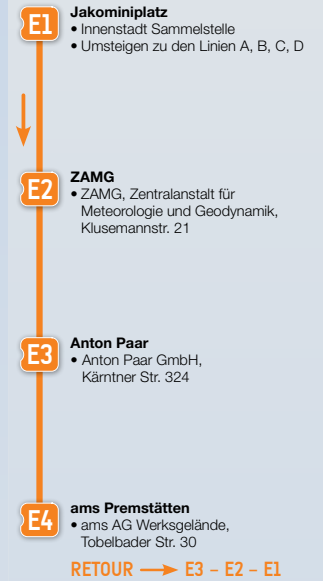 E1
Jakominiplatz
• Innenstadt Sammelstelle
• Umsteigen zu den Linien A, B, C, D
E2
ZAMG
• ZAMG, Zentralanstalt für
Meteorologie und Geodynamik,
Klusemannstr. 21
E3
Anton Paar
• Anton Paar GmbH,
Kärntner Str. 324
E4
ams Premstätten
• ams AG Werksgelände,
Tobelbader Str. 30
RETOUR → E3 – E2 – E1